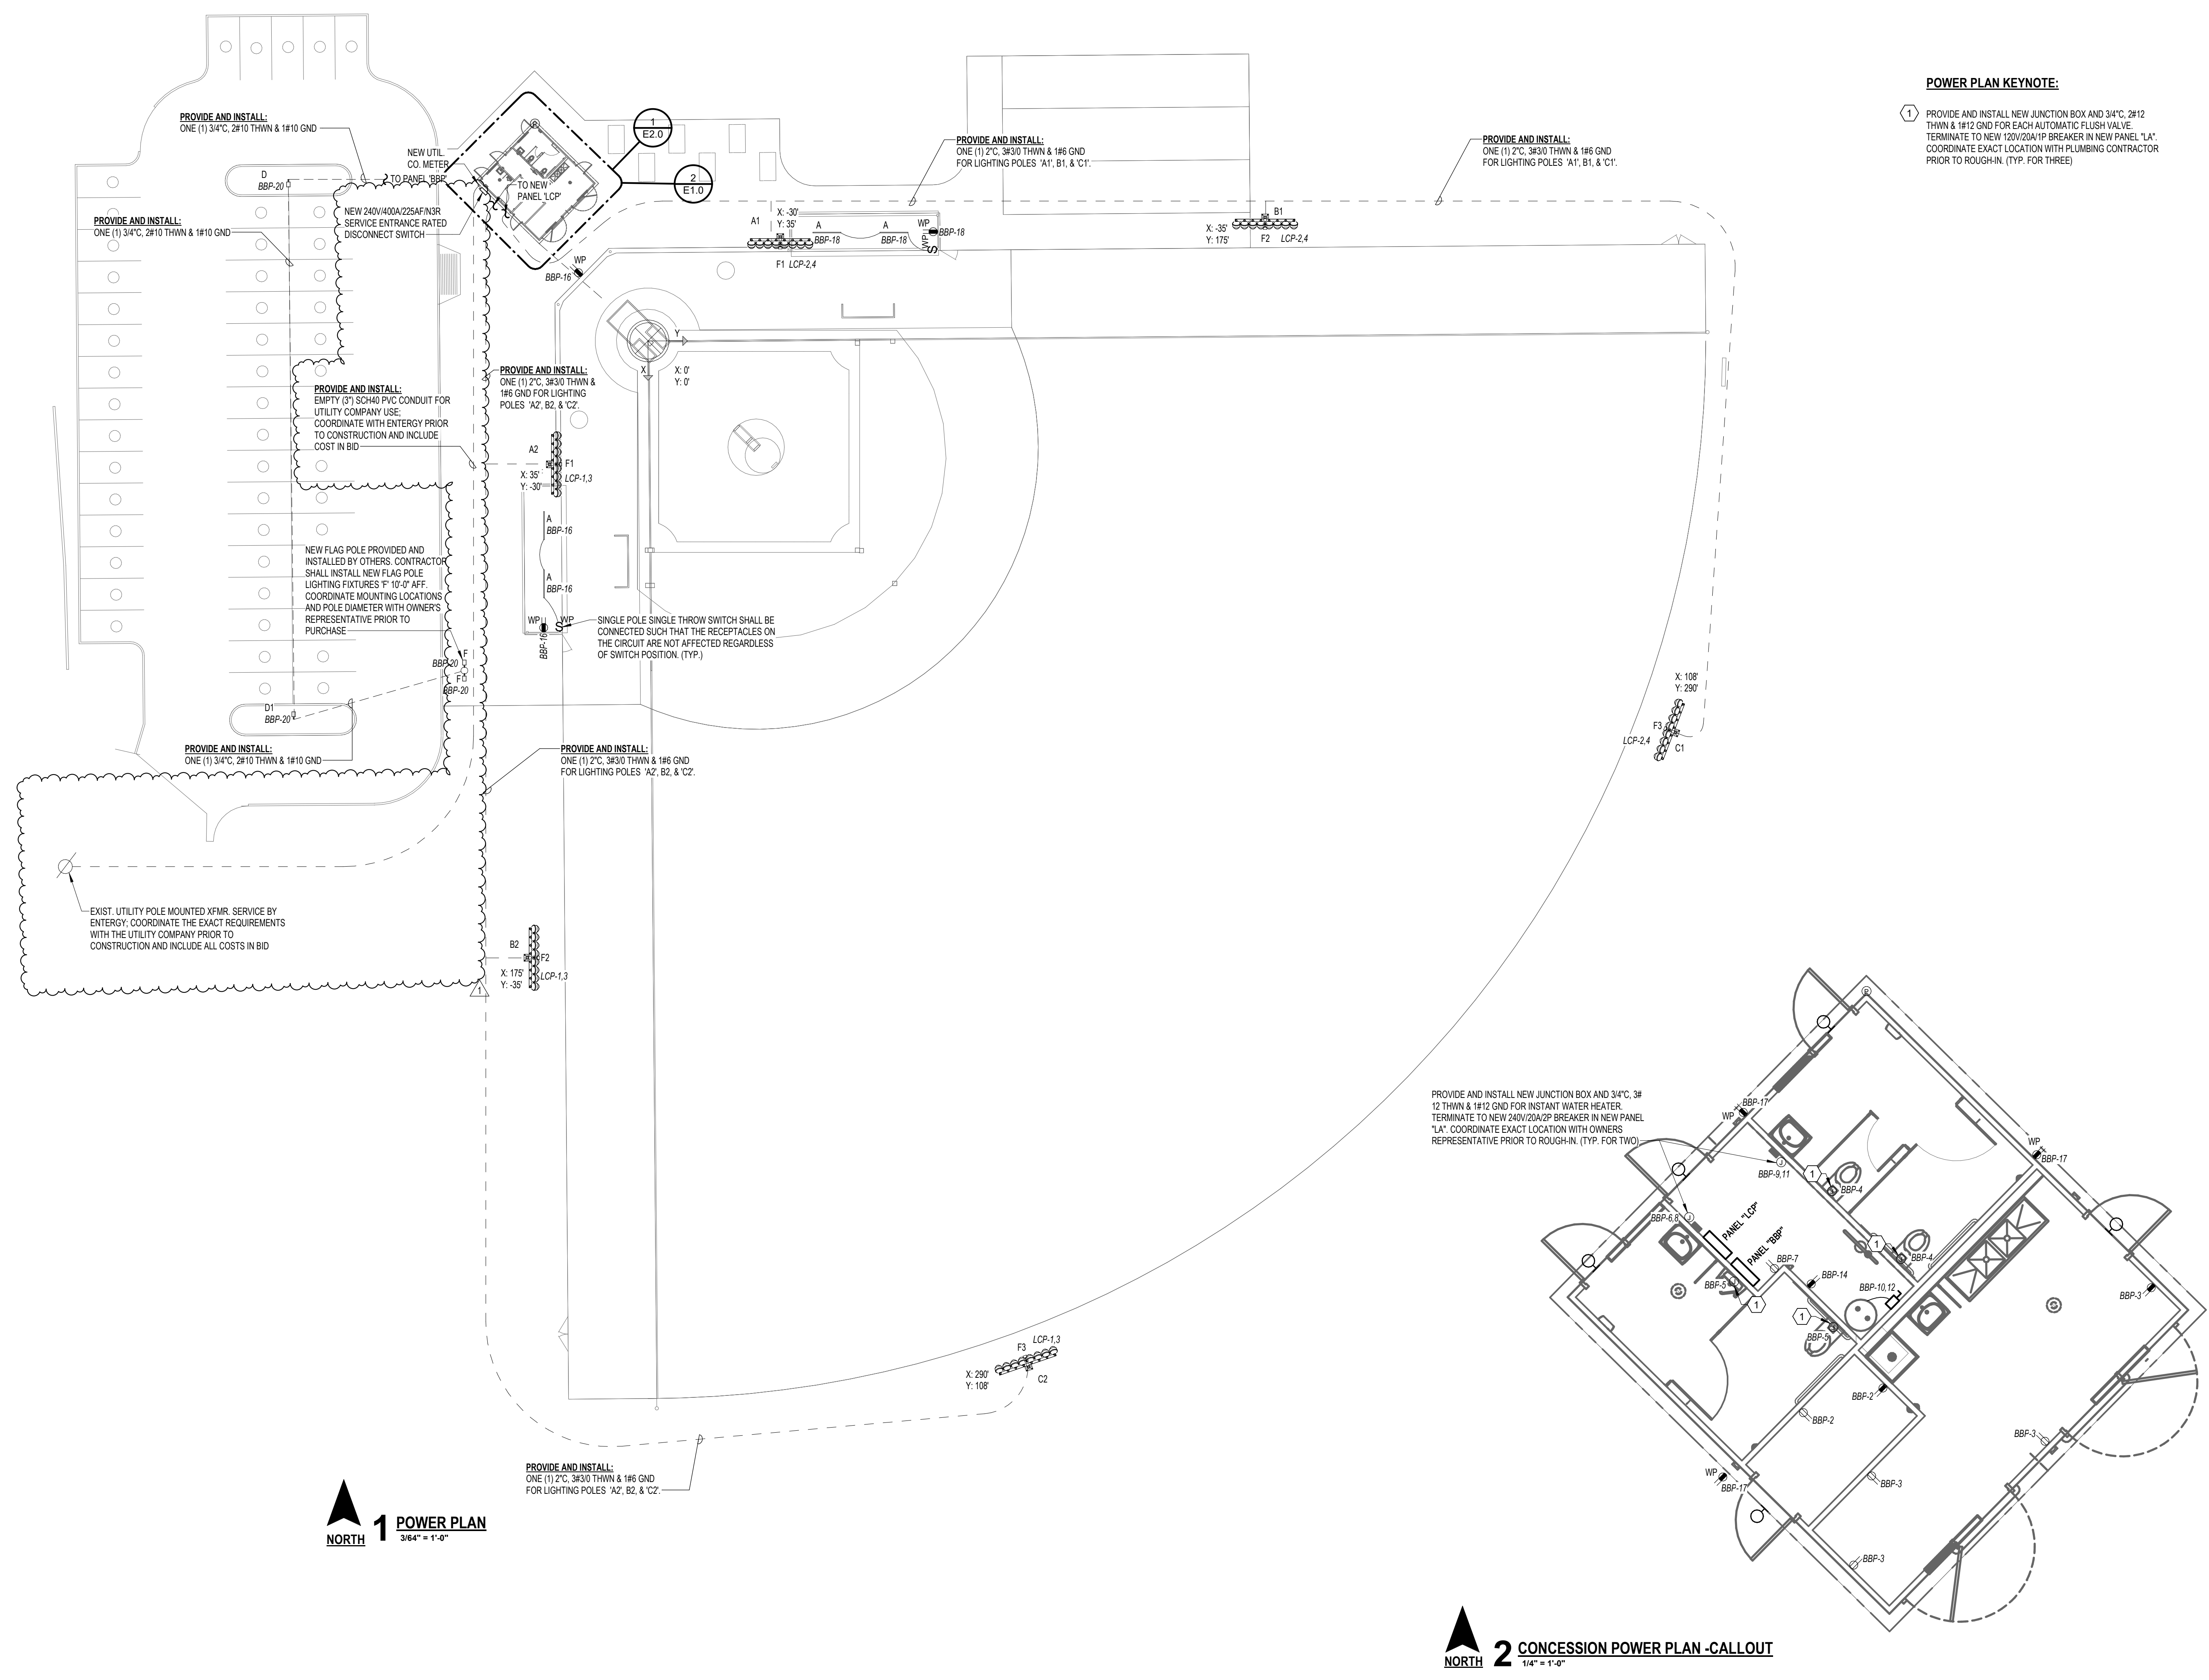 POWER PLAN KEYNOTE:
1
PROVIDE AND INSTALL NEW JUNCTION BOX AND 3/4"C, 2#12
THWN & 1#12 GND FOR EACH AUTOMATIC FLUSH VALVE.
TERMINATE TO NEW 120V/20A/1P BREAKER IN NEW PANEL "LA".
COORDINATE EXACT LOCATION WITH PLUMBING CONTRACTOR
PRIOR TO ROUGH-IN. (TYP. FOR THREE)
PROVIDE AND INSTALL:
ONE (1) 3/4"C, 2#10 THWN & 1#10 GND
1
E2.0
2
E1.0
NEW UTIL.
CO. METER
TO PANEL 'BBP'
TO NEW
PANEL 'LCP'
D
BBP-20
PROVIDE AND INSTALL:
ONE (1) 3/4"C, 2#10 THWN & 1#10 GND
NEW 240V/400A/225AF/N3R
SERVICE ENTRANCE RATED
DISCONNECT SWITCH
PROVIDE AND INSTALL:
ONE (1) 2"C, 3#3/0 THWN & 1#6 GND
FOR LIGHTING POLES 'A1', B1, & 'C1'.
PROVIDE AND INSTALL:
ONE (1) 2"C, 3#3/0 THWN & 1#6 GND
FOR LIGHTING POLES 'A1', B1, & 'C1'.
A1
X: -30'
Y: 35'
F1 LCP-2,4
A
BBP-18
A
BBP-18
WP
BBP-18
WP
S
X: -35'
Y: 175'
B1
F2 LCP-2,4
WP
BBP-16
Y
X
X: 0'
Y: 0'
PROVIDE AND INSTALL:
ONE (1) 2"C, 3#3/0 THWN &
1#6 GND FOR LIGHTING
POLES 'A2', B2, & 'C2'.
PROVIDE AND INSTALL:
EMPTY (3") SCH40 PVC CONDUIT FOR
UTILITY COMPANY USE;
COORDINATE WITH ENTERGY PRIOR
TO CONSTRUCTION AND INCLUDE
COST IN BID
A2
F1
X: 35'
Y: -30'
LCP-1,3
A
BBP-16
A
BBP-16
WP
BBP-16
WP
S
SINGLE POLE SINGLE THROW SWITCH SHALL BE
CONNECTED SUCH THAT THE RECEPTACLES ON
THE CIRCUIT ARE NOT AFFECTED REGARDLESS
OF SWITCH POSITION. (TYP.)
NEW FLAG POLE PROVIDED AND
INSTALLED BY OTHERS. CONTRACTOR
SHALL INSTALL NEW FLAG POLE
LIGHTING FIXTURES 'F' 10'-0" AFF.
COORDINATE MOUNTING LOCATIONS
AND POLE DIAMETER WITH OWNER'S
REPRESENTATIVE PRIOR TO
PURCHASE
F
BBP-20
F
BBP-20
D1
BBP-20
PROVIDE AND INSTALL:
ONE (1) 3/4"C, 2#10 THWN & 1#10 GND
PROVIDE AND INSTALL:
ONE (1) 2"C, 3#3/0 THWN & 1#6 GND
FOR LIGHTING POLES 'A2', B2, & 'C2'.
X: 108'
Y: 290'
F3
LCP-2,4
C1
EXIST. UTILITY POLE MOUNTED XFMR. SERVICE BY
ENTERGY; COORDINATE THE EXACT REQUIREMENTS
WITH THE UTILITY COMPANY PRIOR TO
CONSTRUCTION AND INCLUDE ALL COSTS IN BID
B2
F2
X: 175'
Y: -35'
LCP-1,3
1
LCP-1,3
F3
X: 290'
Y: 108'
C2
PROVIDE AND INSTALL:
ONE (1) 2"C, 3#3/0 THWN & 1#6 GND
FOR LIGHTING POLES 'A2', B2, & 'C2'.
NORTH
1
POWER PLAN
3/64" = 1'-0"
PROVIDE AND INSTALL NEW JUNCTION BOX AND 3/4"C, 3#
12 THWN & 1#12 GND FOR INSTANT WATER HEATER.
TERMINATE TO NEW 240V/20A/2P BREAKER IN NEW PANEL
"LA". COORDINATE EXACT LOCATION WITH OWNERS
REPRESENTATIVE PRIOR TO ROUGH-IN. (TYP. FOR TWO)
WP
BBP-17
WP
BBP-17
J
BBP-9,11
1
BBP-4
BBP-6,8
J
PANEL "LCP"
PANEL "BBP"
1
BBP-4
BBP-7
BBP-5
1
BBP-14
BBP-10,12
1
BBP-5
BBP-3
BBP-2
BBP-2
BBP-3
BBP-3
WP
BBP-17
BBP-3
NORTH
2
CONCESSION POWER PLAN -CALLOUT
1/4" = 1'-0"